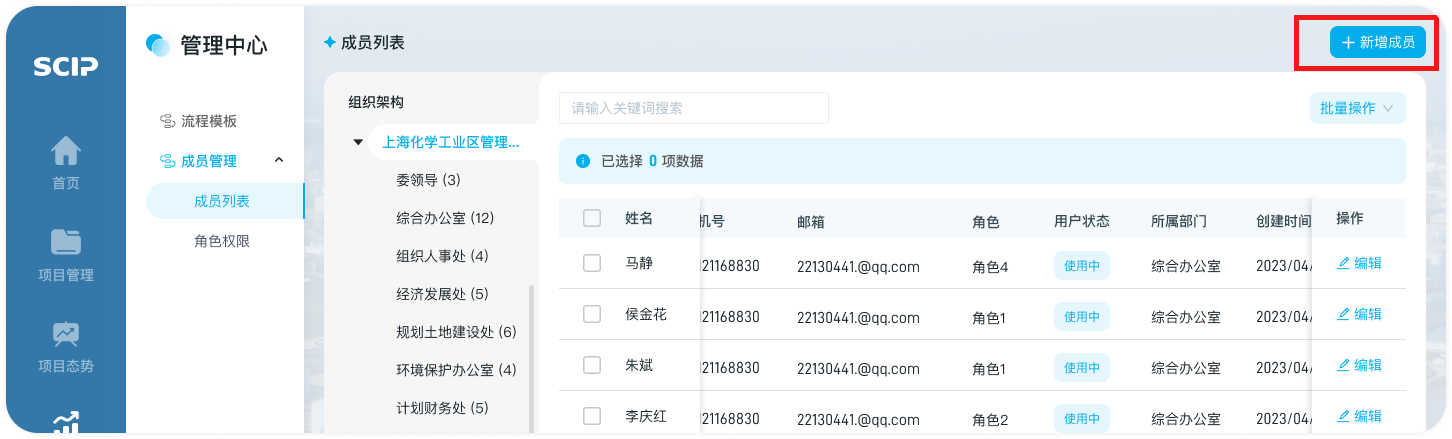 SCIP
首页
项目管理
项目态势
管理中心
流程模板
成员管理
成员列表
角色权限
成员列表
新增成员
组织架构
上海化学工业区管理...
委领导 (3)
综合办公室 (12)
组织人事处 (4)
经济发展处 (5)
规划土地建设处 (6)
环境保护办公室 (4)
计划财务处 (5)
请输入关键词搜索
批量操作
已选择 0 项数据
姓名 机号 邮箱 角色 用户状态 所属部门 创建时间 操作
马静 121168830 22130441.@qq.com 角色4 使用中 综合办公室 2023/04/ 编辑
侯金花 121168830 22130441.@qq.com 角色1 使用中 综合办公室 2023/04/ 编辑
朱斌 121168830 22130441.@qq.com 角色1 使用中 综合办公室 2023/04/ 编辑
李庆红 121168830 22130441.@qq.com 角色2 使用中 综合办公室 2023/04/ 编辑